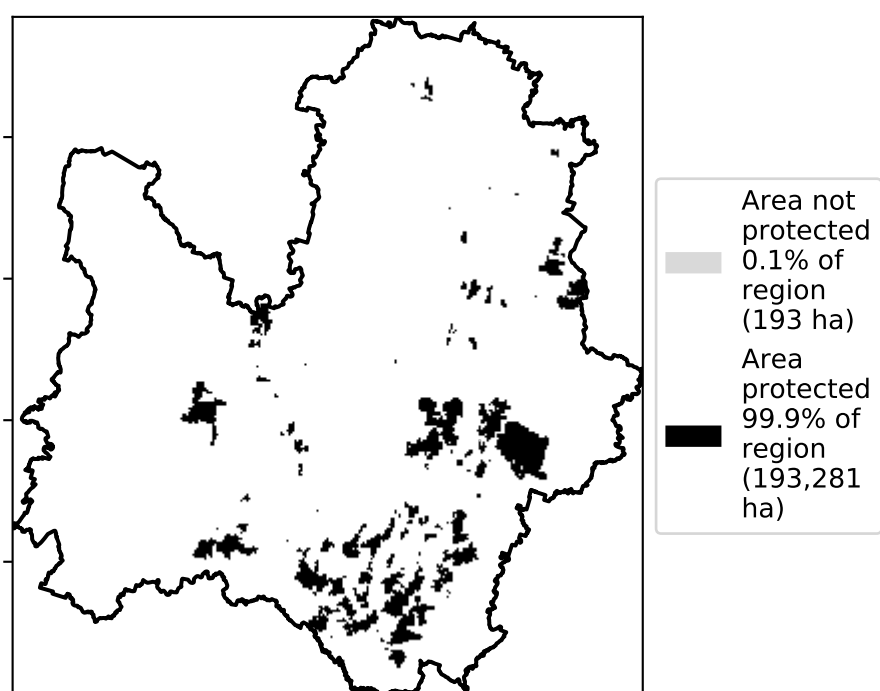 Area not
protected
0.1% of
region
(193 ha)
Area
protected
99.9% of
region
(193,281
ha)